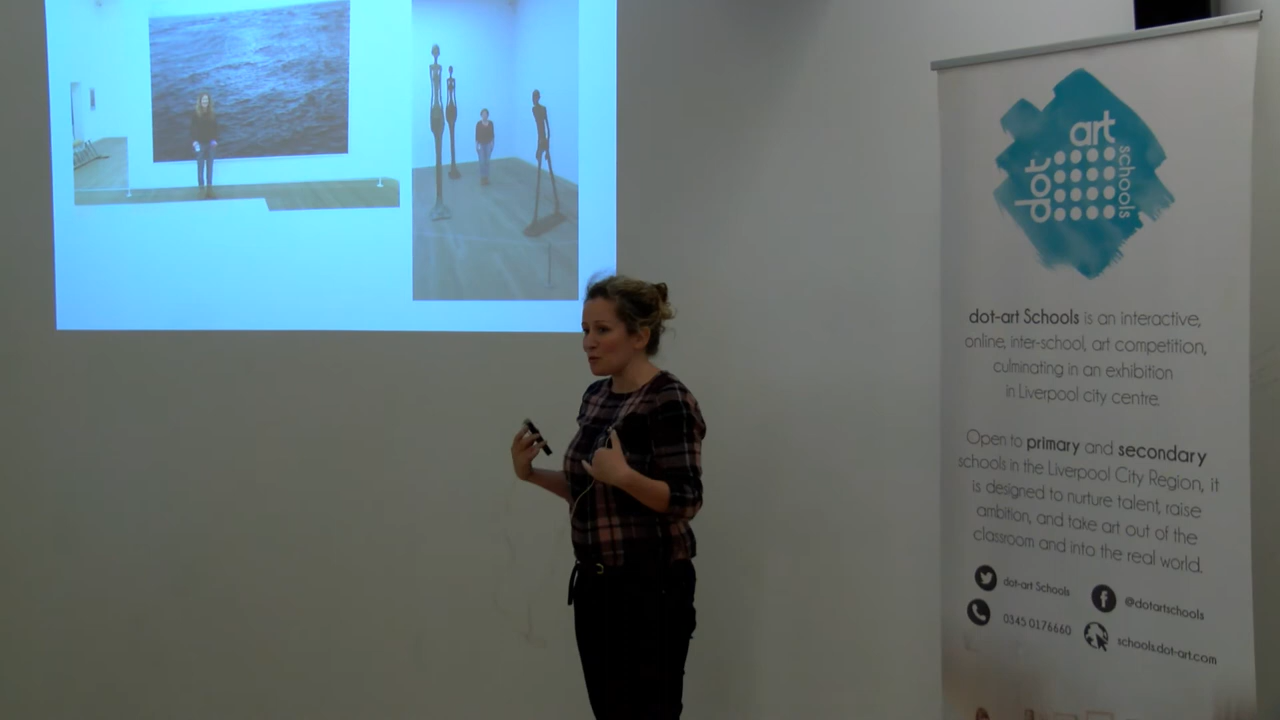 dot
art
schools
dot-art Schools is an interactive,
online, inter-school, art competition,
culminating in an exhibition
in Liverpool city centre.
Open to primary and secondary
schools in the Liverpool City Region, it
is designed to nurture talent, raise
ambition, and take art out of the
classroom and into the real world.
dot-art Schools
@dotartschools
0345 0176660
schools.dot-art.com